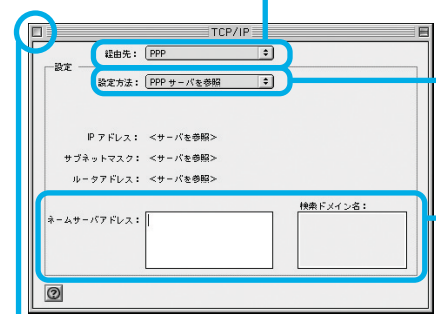 TCP/IP
経由先： PPP
設定
設定方法： PPP サーバを参照
IP アドレス： <サーバを参照>
サブネットマスク： <サーバを参照>
ルータアドレス： <サーバを参照>
検索ドメイン名：
ネームサーバアドレス：
?